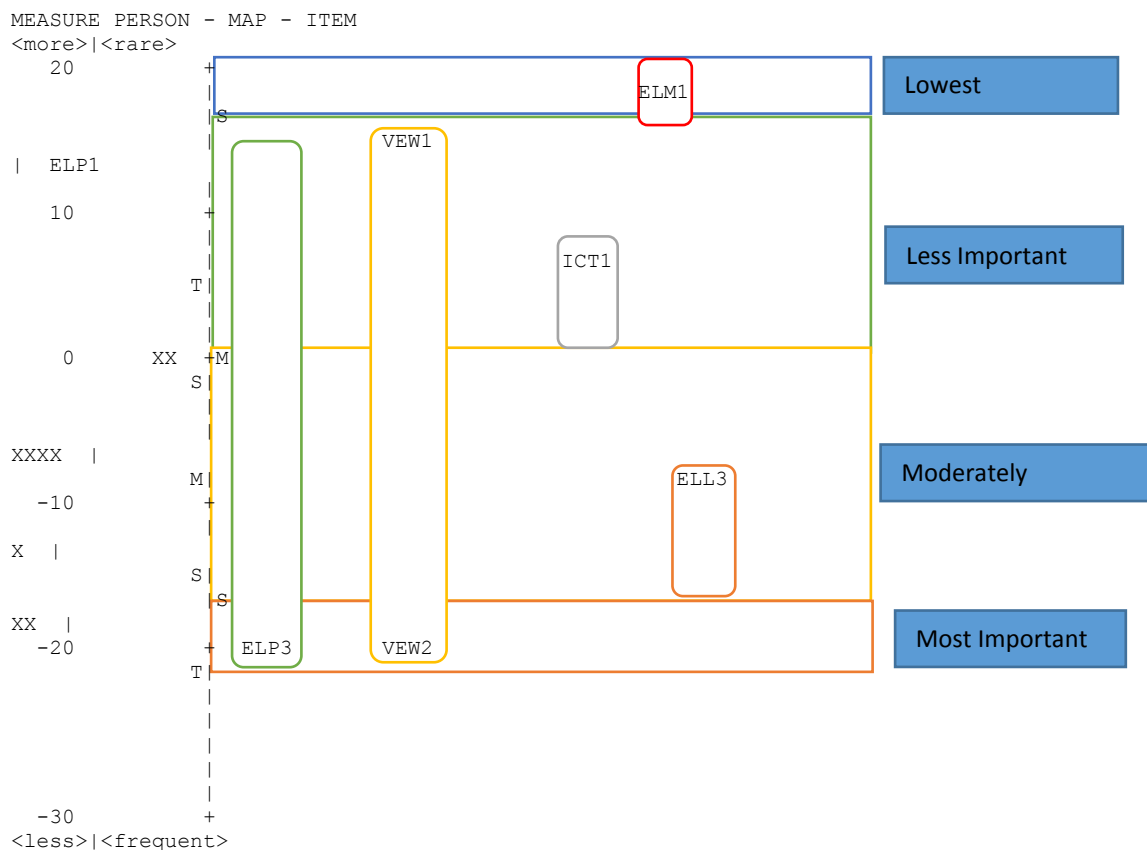 MEASURE PERSON - MAP - ITEM
<more>|<rare>
20 +
Lowest
ELM1
S
VEW1
| ELP1
10 +
Less Important
ICT1
T|
0 XX +M
S|
XXXX |
Moderately
M| ELL3
-10 +
X |
S|
S
XX |
Most Important
-20 + ELP3 VEW2
T|
|
|
|
|
|
-30 +
<less>|<frequent>